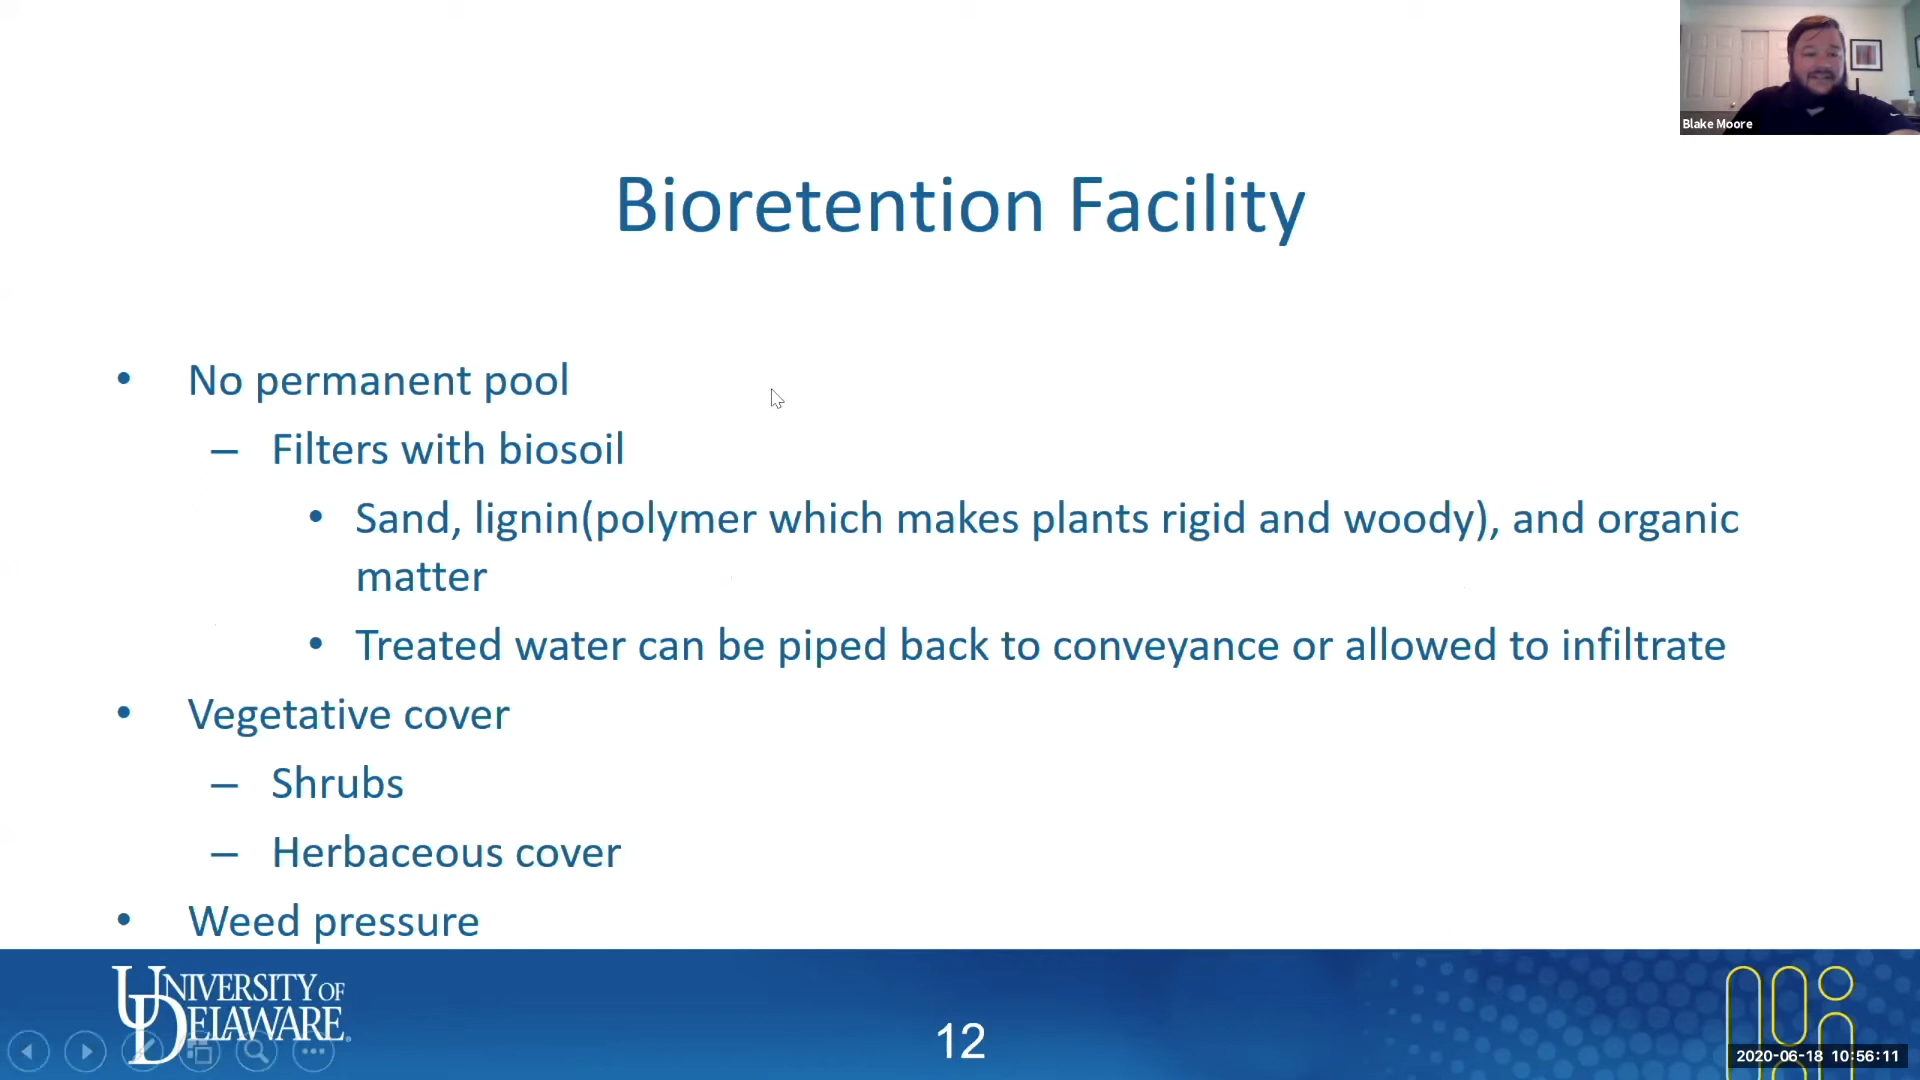 Blake Moore
Bioretention Facility
• No permanent pool
– Filters with biosoil
• Sand, lignin(polymer which makes plants rigid and woody), and organic
matter
• Treated water can be piped back to conveyance or allowed to infiltrate
• Vegetative cover
– Shrubs
– Herbaceous cover
• Weed pressure
UNIVERSITY OF
DELAWARE
12
2020-06-18 10:56:11